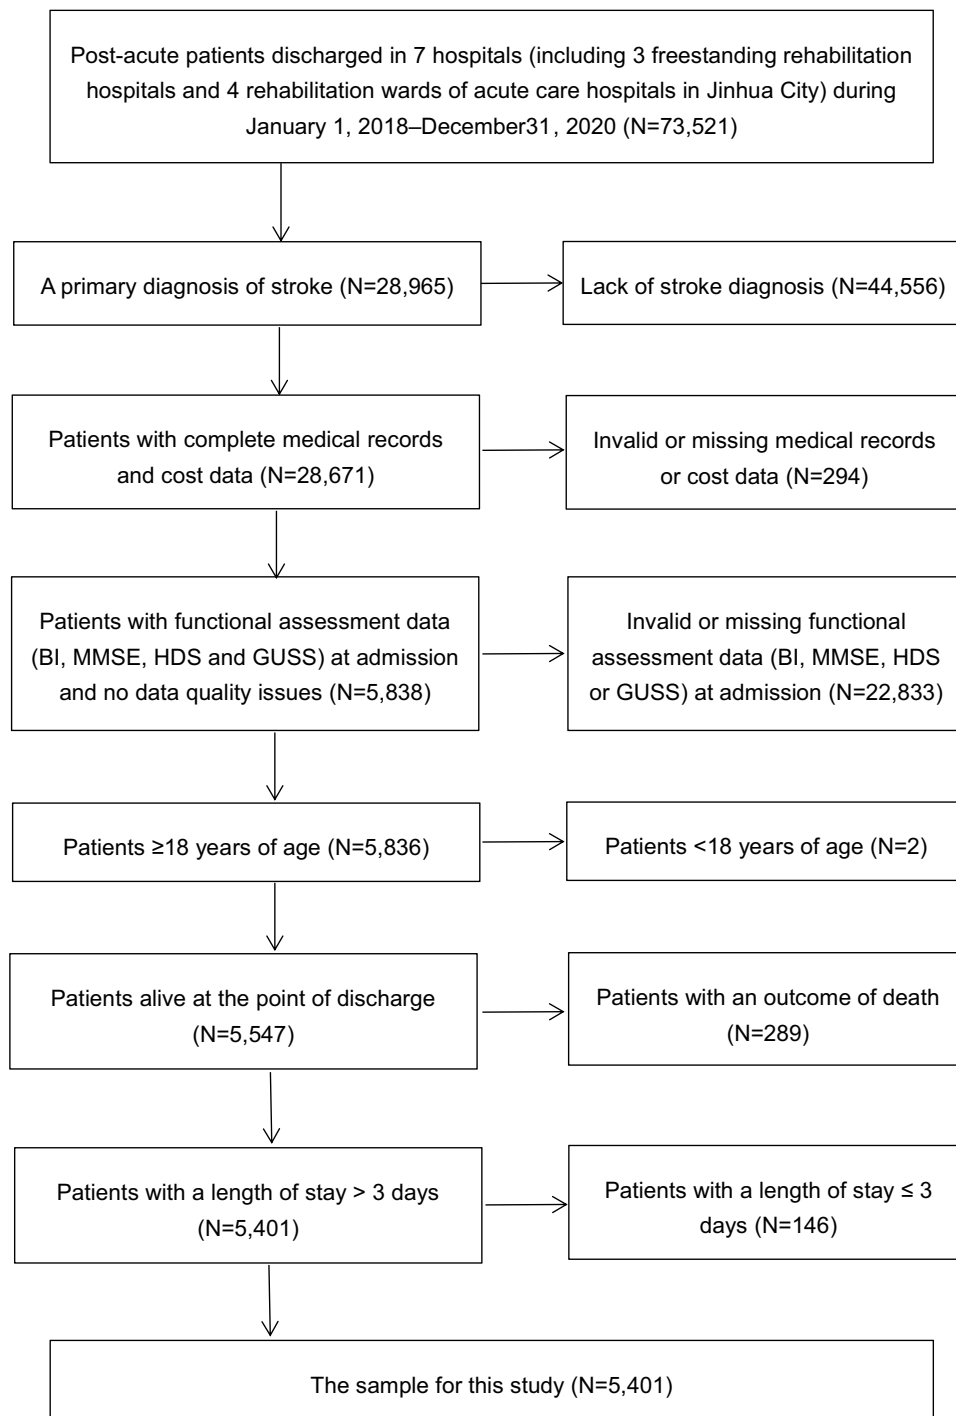 Post-acute patients discharged in 7 hospitals (including 3 freestanding rehabilitation
hospitals and 4 rehabilitation wards of acute care hospitals in Jinhua City) during
January 1, 2018–December31, 2020 (N=73,521)
A primary diagnosis of stroke (N=28,965)
Lack of stroke diagnosis (N=44,556)
Patients with complete medical records
and cost data (N=28,671)
Invalid or missing medical records
or cost data (N=294)
Patients with functional assessment data
(BI, MMSE, HDS and GUSS) at admission
and no data quality issues (N=5,838)
Invalid or missing functional
assessment data (BI, MMSE, HDS
or GUSS) at admission (N=22,833)
Patients ≥18 years of age (N=5,836)
Patients <18 years of age (N=2)
Patients alive at the point of discharge
(N=5,547)
Patients with an outcome of death
(N=289)
Patients with a length of stay > 3 days
(N=5,401)
Patients with a length of stay ≤ 3
days (N=146)
The sample for this study (N=5,401)